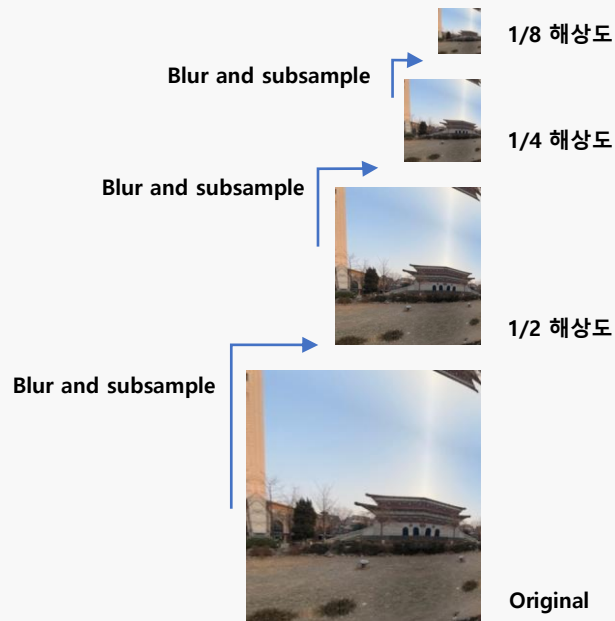 1/8 해상도
Blur and subsample
1/4 해상도
Blur and subsample
1/2 해상도
Blur and subsample
Original